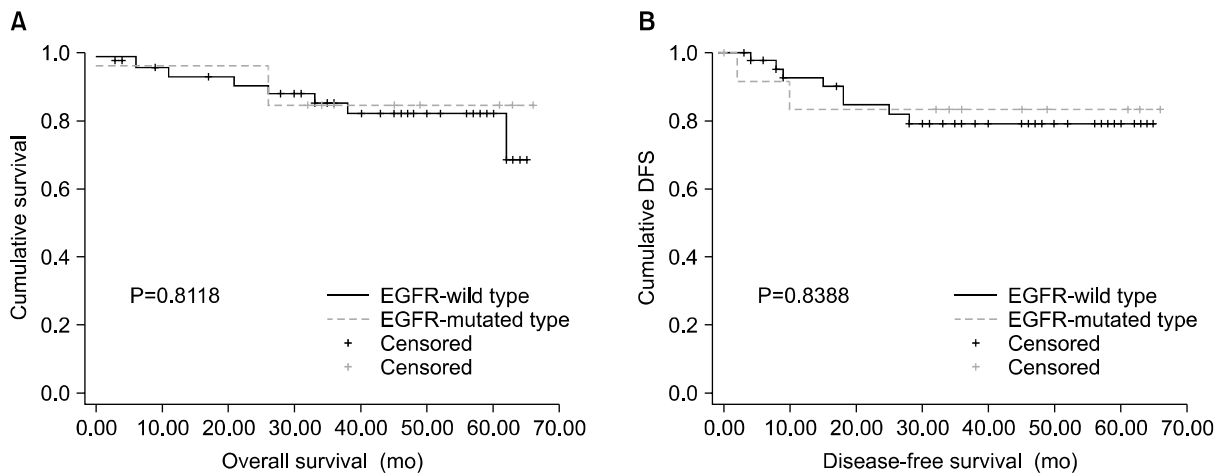 A
Cumulative survival
1.0
0.8
0.6
0.4
0.2
0.0
P=0.8118
EGFR-wild type
EGFR-mutated type
Censored
Censored
0.00 10.00 20.00 30.00 40.00 50.00 60.00 70.00
Overall survival (mo)
B
Cumulative DFS
1.0
0.8
0.6
0.4
0.2
0.0
P=0.8388
EGFR-wild type
EGFR-mutated type
Censored
Censored
0.00 10.00 20.00 30.00 40.00 50.00 60.00 70.00
Disease-free survival (mo)